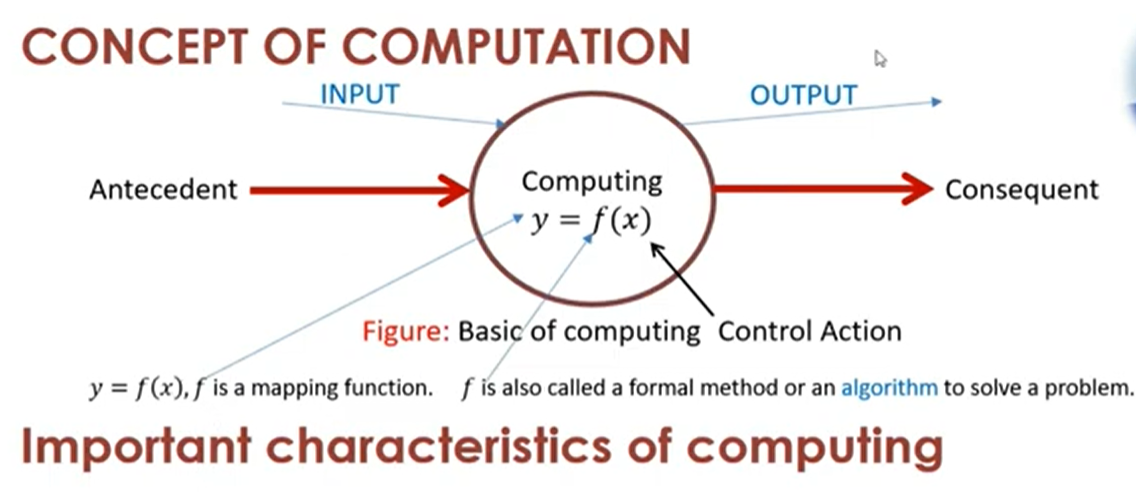 CONCEPT OF COMPUTATION
INPUT
OUTPUT
Antecedent
Computing
Consequent
y = f(x)
Figure: Basic of computing
Control Action
y = f(x), f is a mapping function.
f is also called a formal method or an algorithm to solve a problem.
Important characteristics of computing